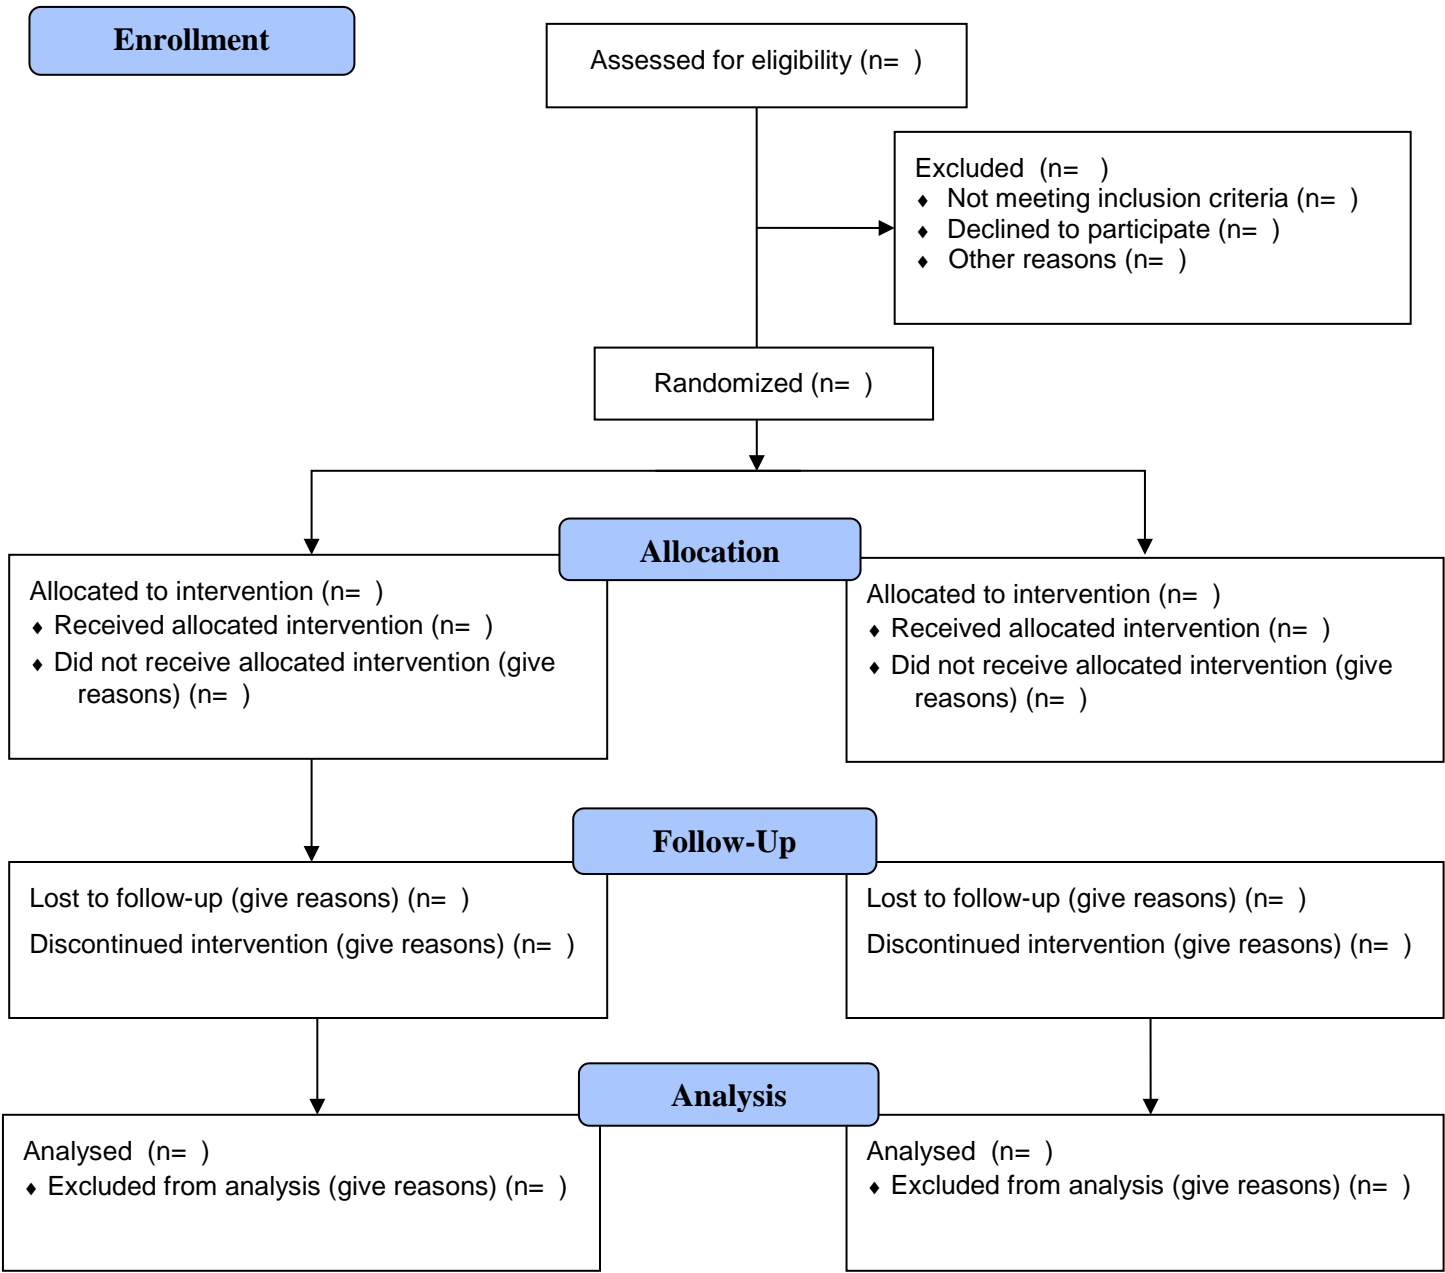 Enrollment
Assessed for eligibility (n=  )
Excluded  (n=   )
♦ Not meeting inclusion criteria (n=  )
♦ Declined to participate (n=  )
♦ Other reasons (n=  )
Randomized (n=  )
Allocation
Allocated to intervention (n=  )
♦ Received allocated intervention (n=  )
♦ Did not receive allocated intervention (give
reasons) (n=  )
Allocated to intervention (n=  )
♦ Received allocated intervention (n=  )
♦ Did not receive allocated intervention (give
reasons) (n=  )
Follow-Up
Lost to follow-up (give reasons) (n=  )
Discontinued intervention (give reasons) (n=  )
Lost to follow-up (give reasons) (n=  )
Discontinued intervention (give reasons) (n=  )
Analysis
Analysed  (n=  )
♦ Excluded from analysis (give reasons) (n=  )
Analysed  (n=  )
♦ Excluded from analysis (give reasons) (n=  )